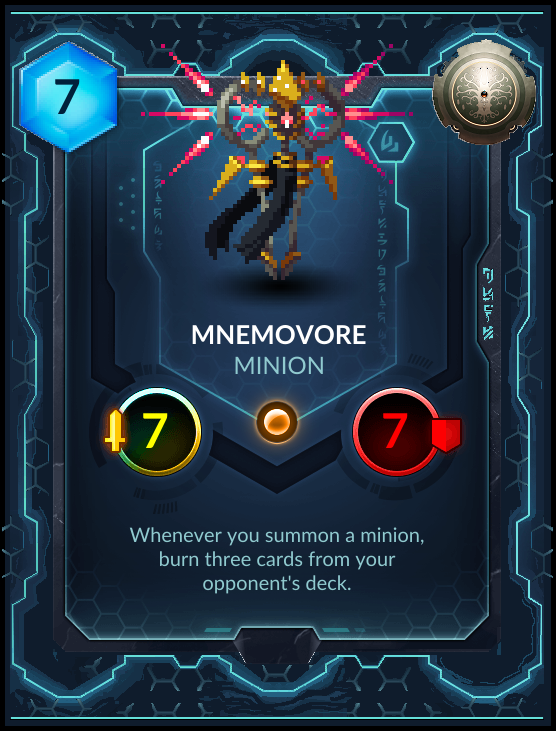 7
MNEMOVORE
MINION
7
7
Whenever you summon a minion,
burn three cards from your
opponent's deck.